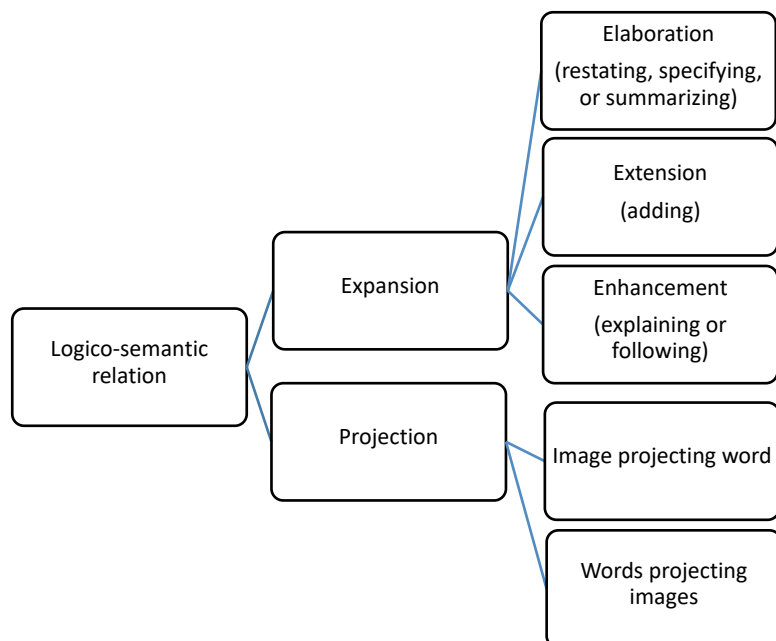 Elaboration
(restating, specifying,
or summarizing)
Extension
(adding)
Expansion
Enhancement
(explaining or
following)
Logico-semantic
relation
Projection
Image projecting word
Words projecting
images